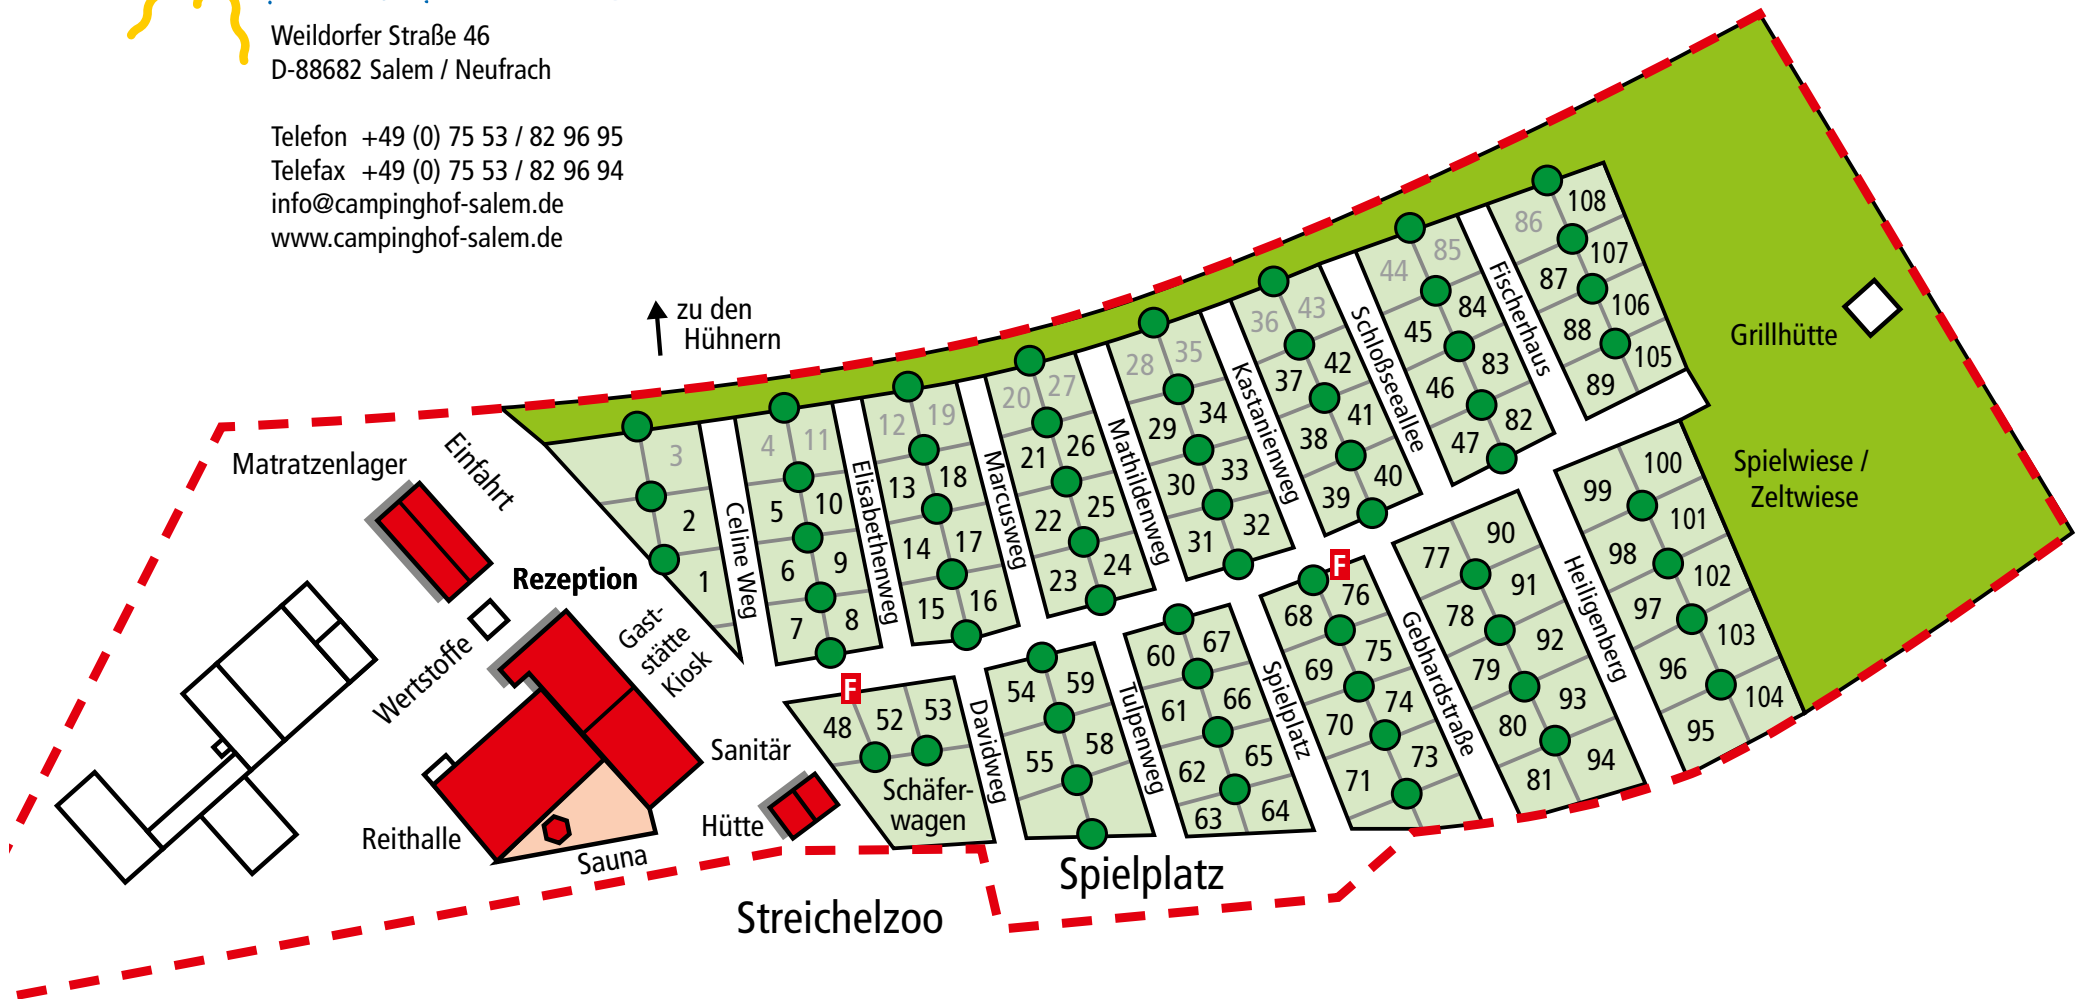 Weildorfer Straße 46
D-88682 Salem / Neufrach
Telefon +49 (0) 75 53 / 82 96 95
Telefax +49 (0) 75 53 / 82 96 94
info@campinghof-salem.de
www.campinghof-salem.de
zu den
Hühnern
Matratzenlager
Einfahrt
Rezeption
Wertstoffe
Gast-
stätte
Kiosk
Reithalle
Sauna
Sanitär
Hütte
Streichelzoo
Spielplatz
3
2
1
Celine Weg
4 11
5 10
6 9
7 8
Elisabethenweg
12 19
13 18
14 17
15 16
Marcusweg
20 27
21 26
22 25
23 24
Mathildenweg
28 35
29 34
30 33
31 32
Kastanienweg
36 43
37 42
38 41
39 40
Schloßseeallee
44 85
45 84
46 83
47 82
Fischerhaus
86 108
87 107
88 106
89 105
F
48 52 53
Schäfer-
wagen
Davidweg
54 59
55 58
Tulpenweg
60 67
61 66
62 65
63 64
Spielplatz
F
68 76
69 75
70 74
71 73
Gebhardstraße
77 90
78 91
79 92
80 93
81 94
Heiligenberg
99 100
98 101
97 102
96 103
95 104
Grillhütte
Spielwiese /
Zeltwiese